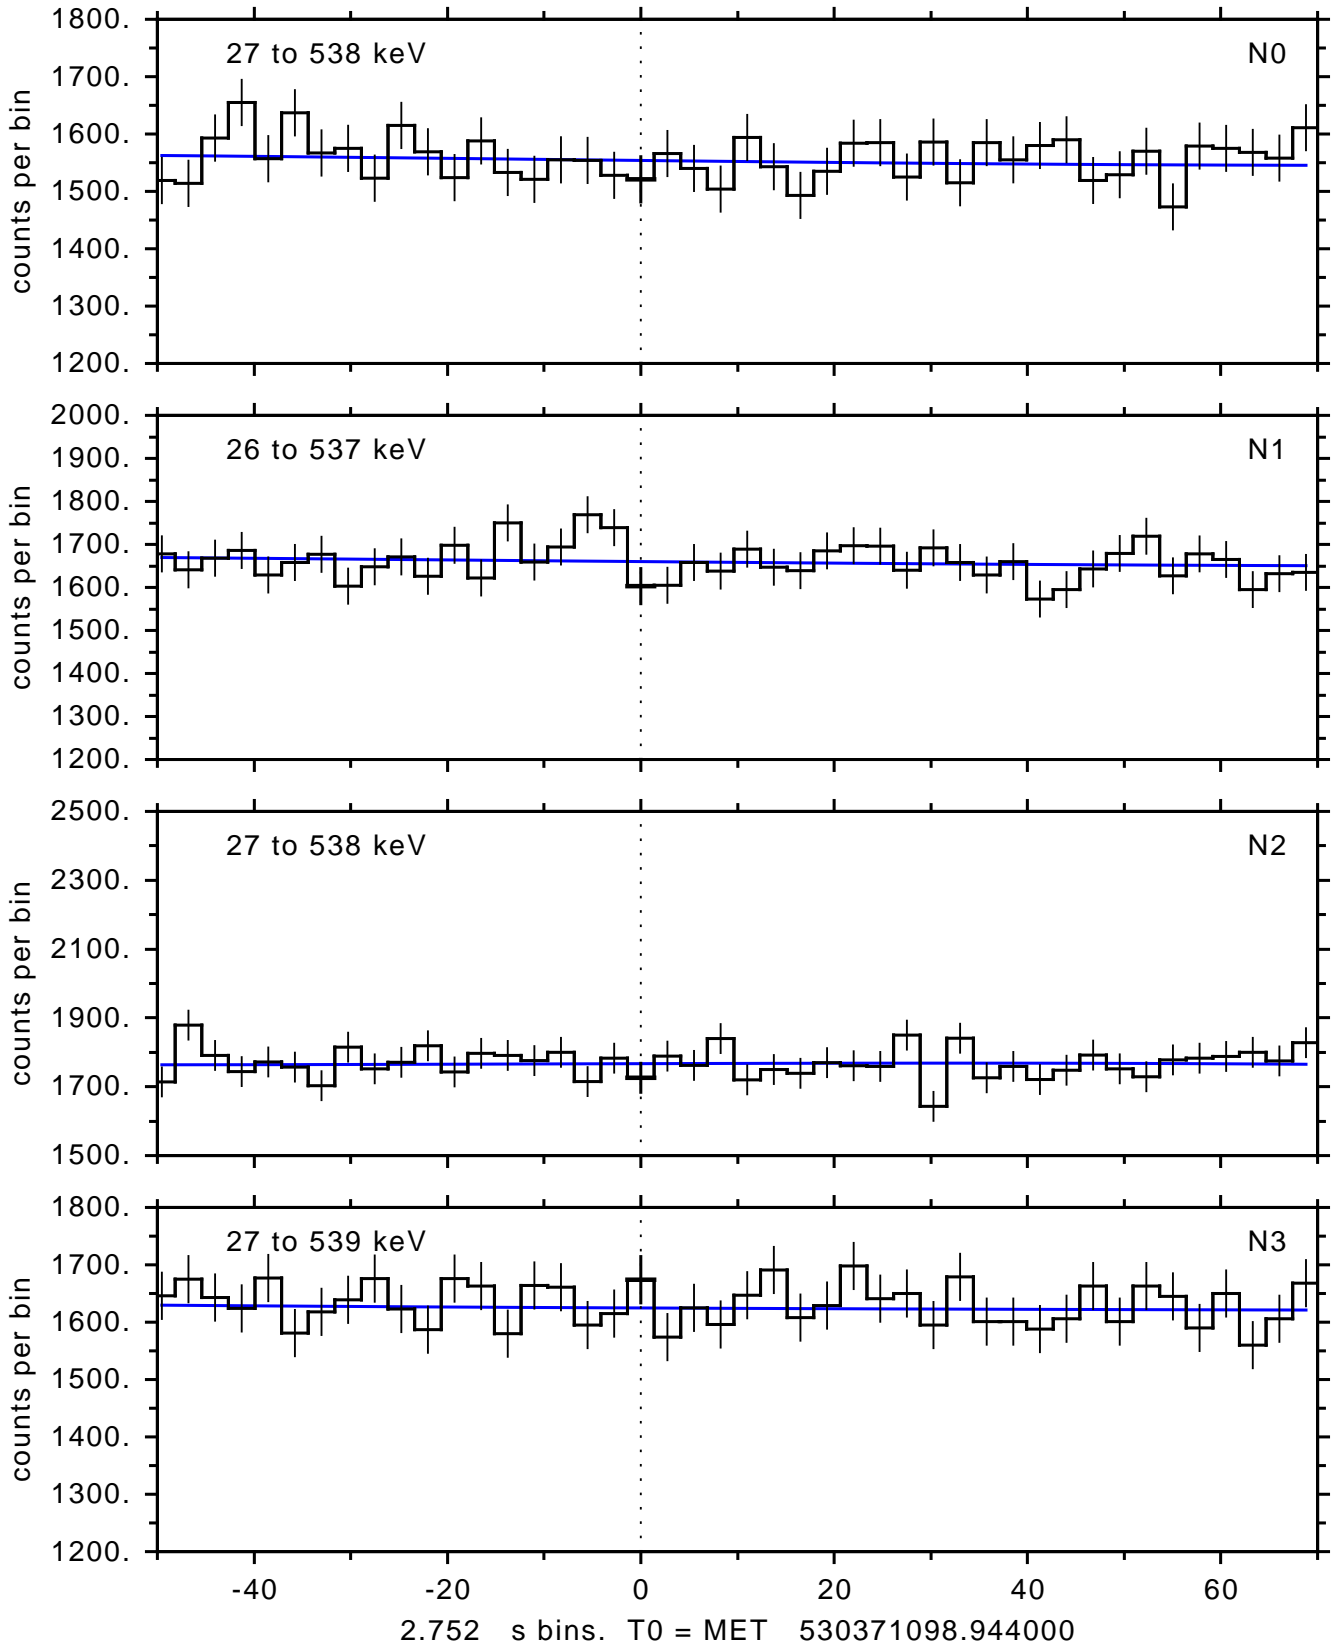 1800.
27 to 538 keV N0
1700.
1600.
1500.
1400.
1300.
1200.
counts per bin
2000.
26 to 537 keV N1
1900.
1800.
1700.
1600.
1500.
1400.
1300.
1200.
counts per bin
2500.
27 to 538 keV N2
2300.
2100.
1900.
1700.
1500.
counts per bin
1800.
27 to 539 keV N3
1700.
1600.
1500.
1400.
1300.
1200.
counts per bin
-40 -20 0 20 40 60
2.752 s bins. T0 = MET 530371098.944000